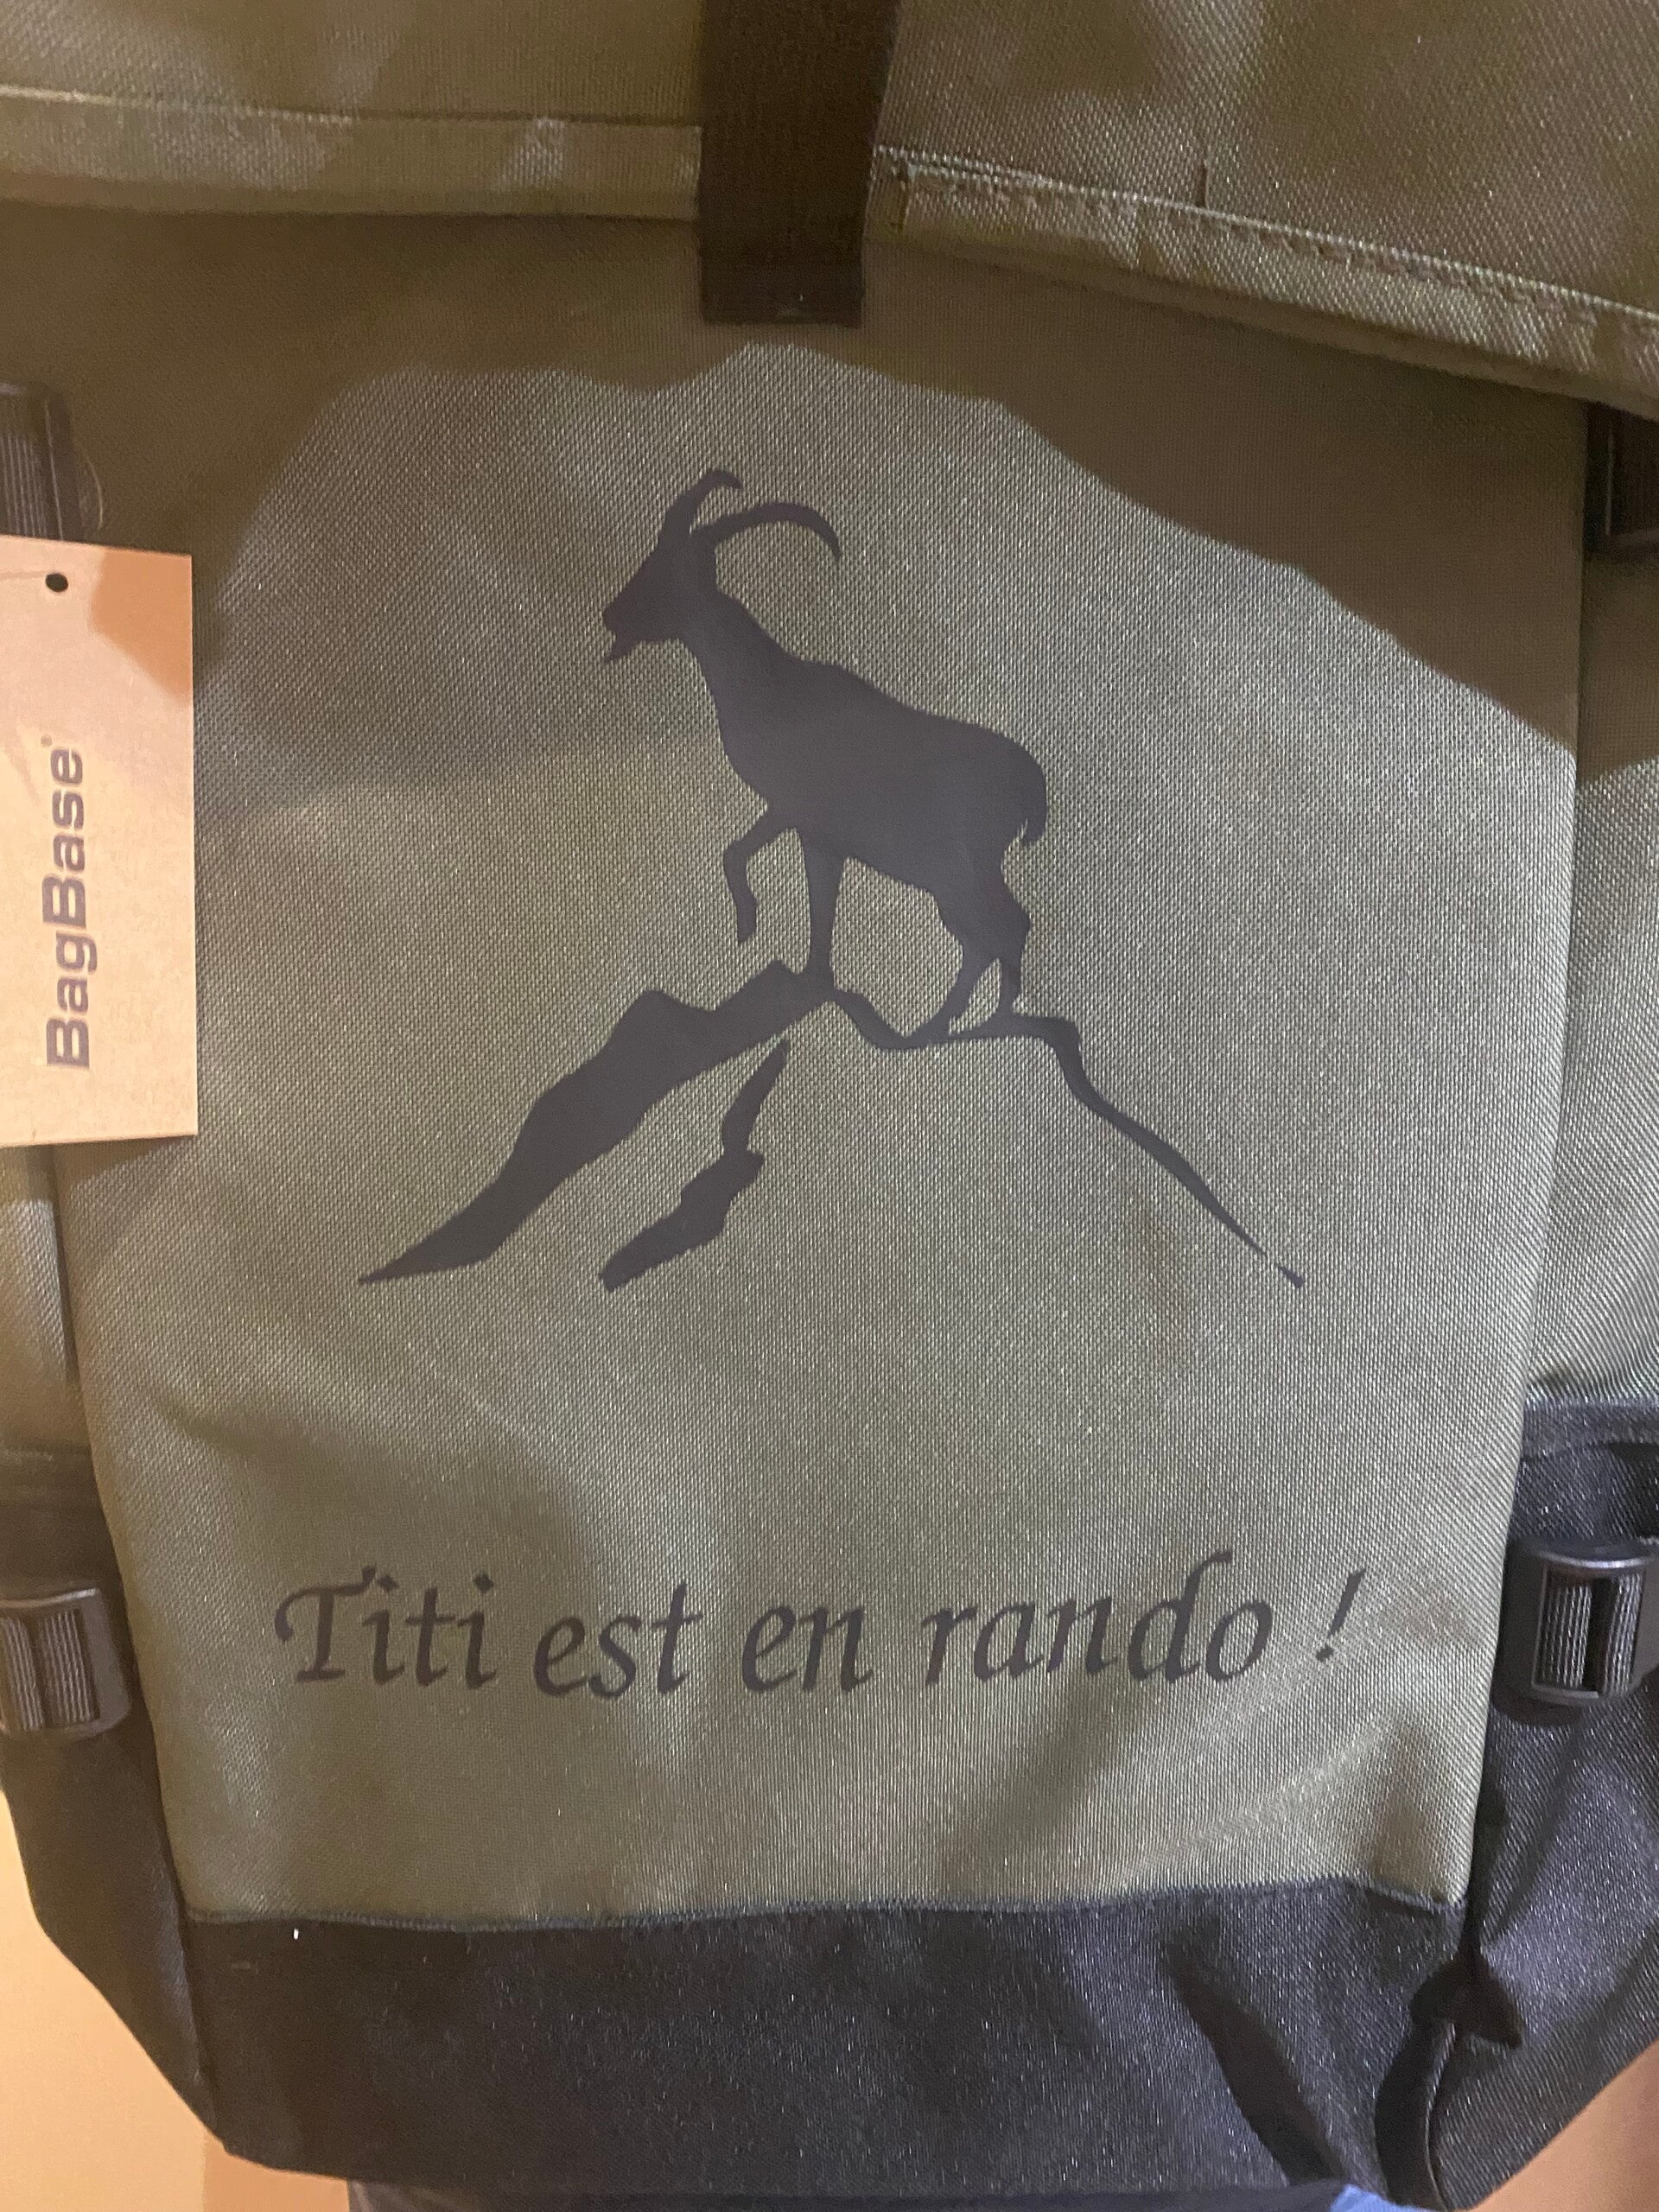 BagBase®
Titi est en rando !